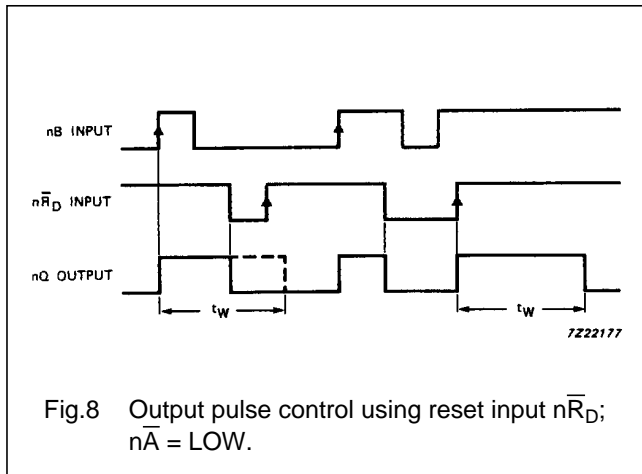 nB INPUT
nR̅D INPUT
nQ OUTPUT
tW
tW
7Z22177
Fig.8 Output pulse control using reset input nR̅D;
nA̅ = LOW.